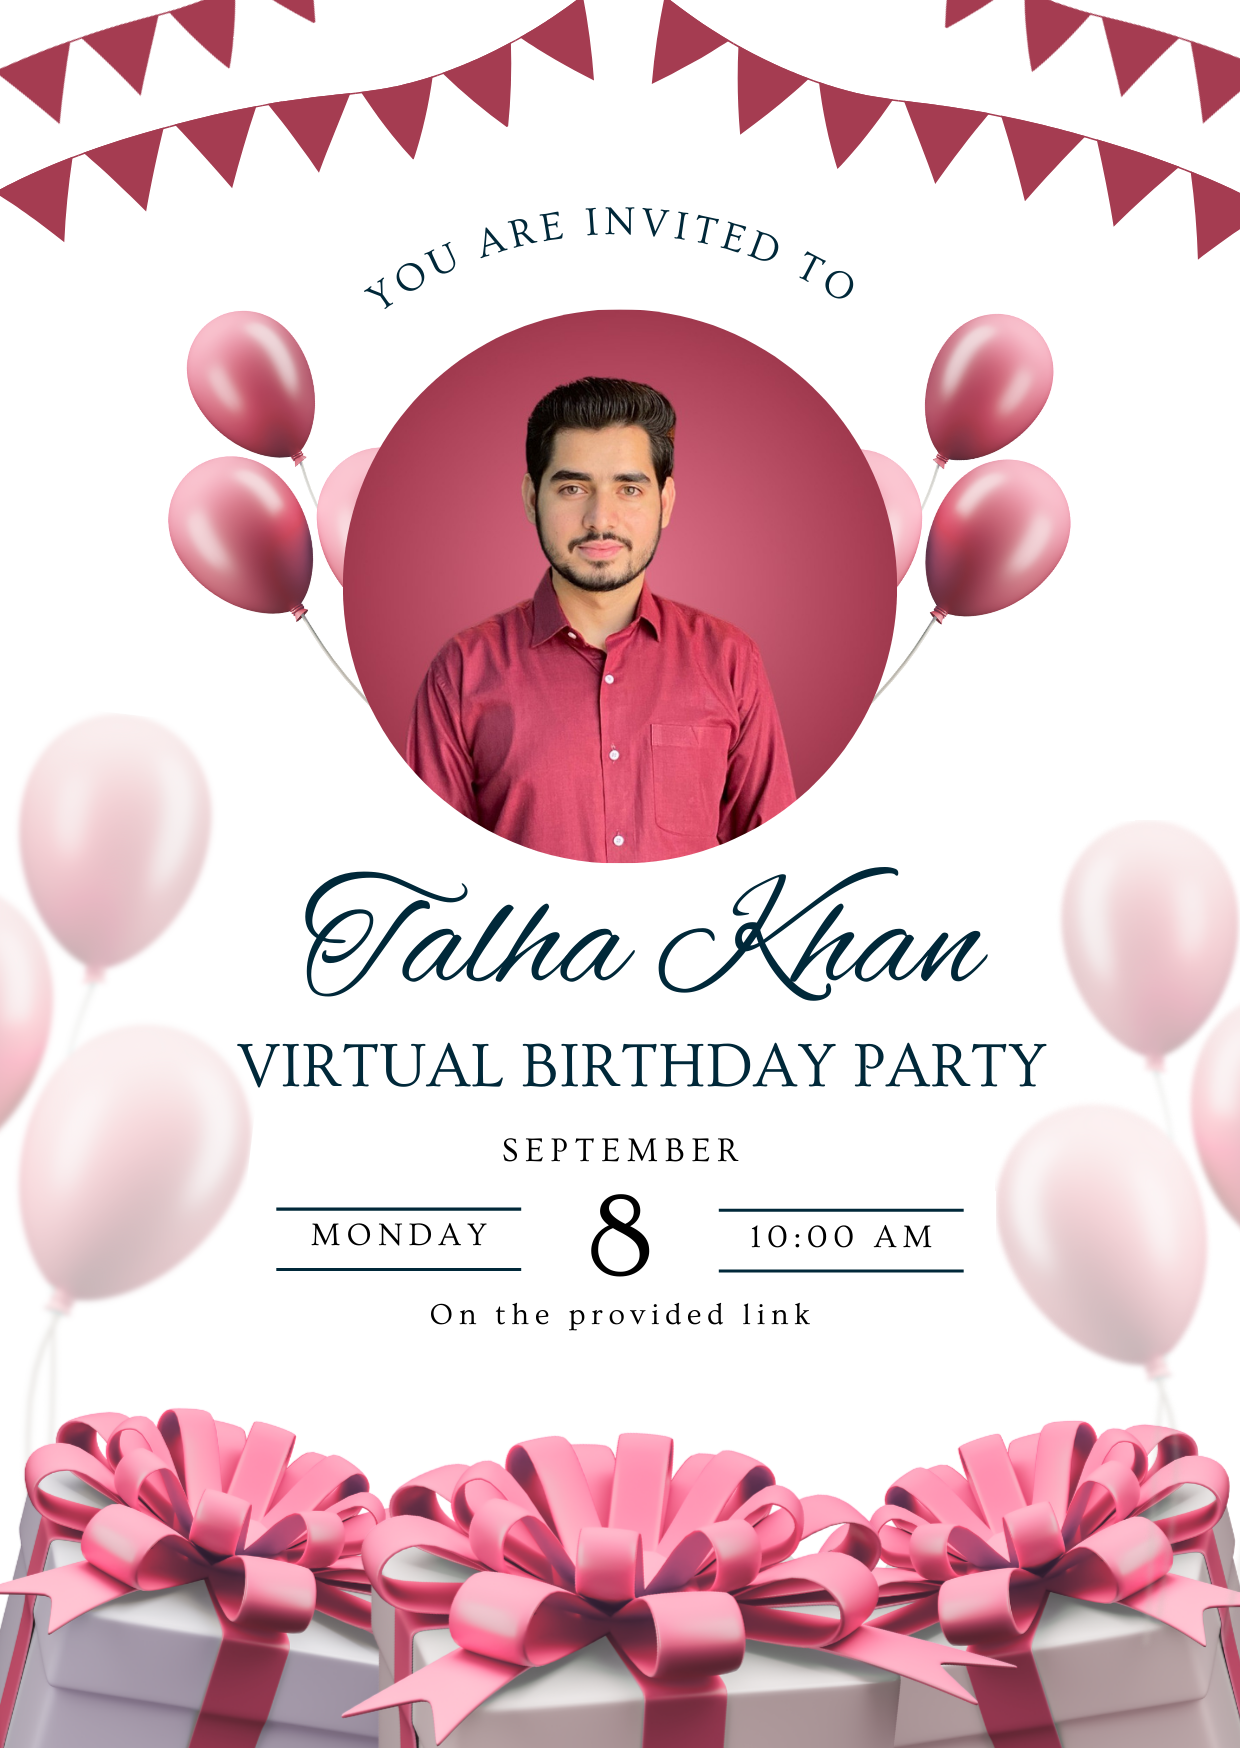 YOU ARE INVITED TO
Talha Khan
VIRTUAL BIRTHDAY PARTY
SEPTEMBER
MONDAY 8 10:00 AM
On the provided link